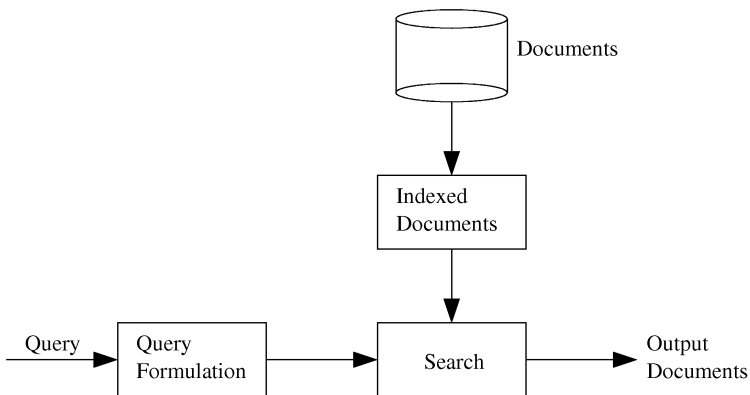 Documents
Indexed
Documents
Query
Query
Formulation
Search
Output
Documents